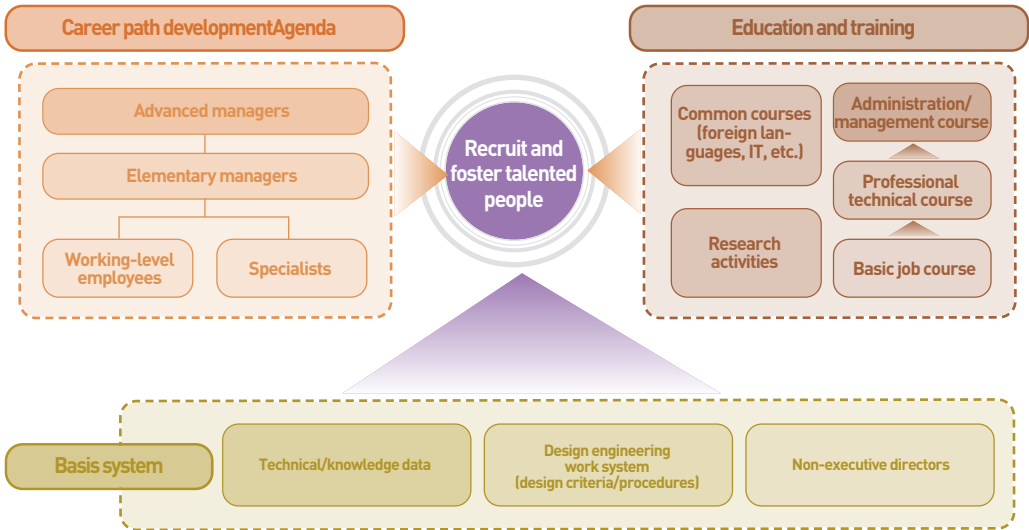 Career path developmentAgenda
Advanced managers
Elementary managers
Working-level
employees
Specialists
Recruit and
foster talented
people
Education and training
Common courses
(foreign lan-
guages, IT, etc.)
Research
activities
Administration/
management course
Professional
technical course
Basic job course
Basis system
Technical/knowledge data
Design engineering
work system
(design criteria/procedures)
Non-executive directors